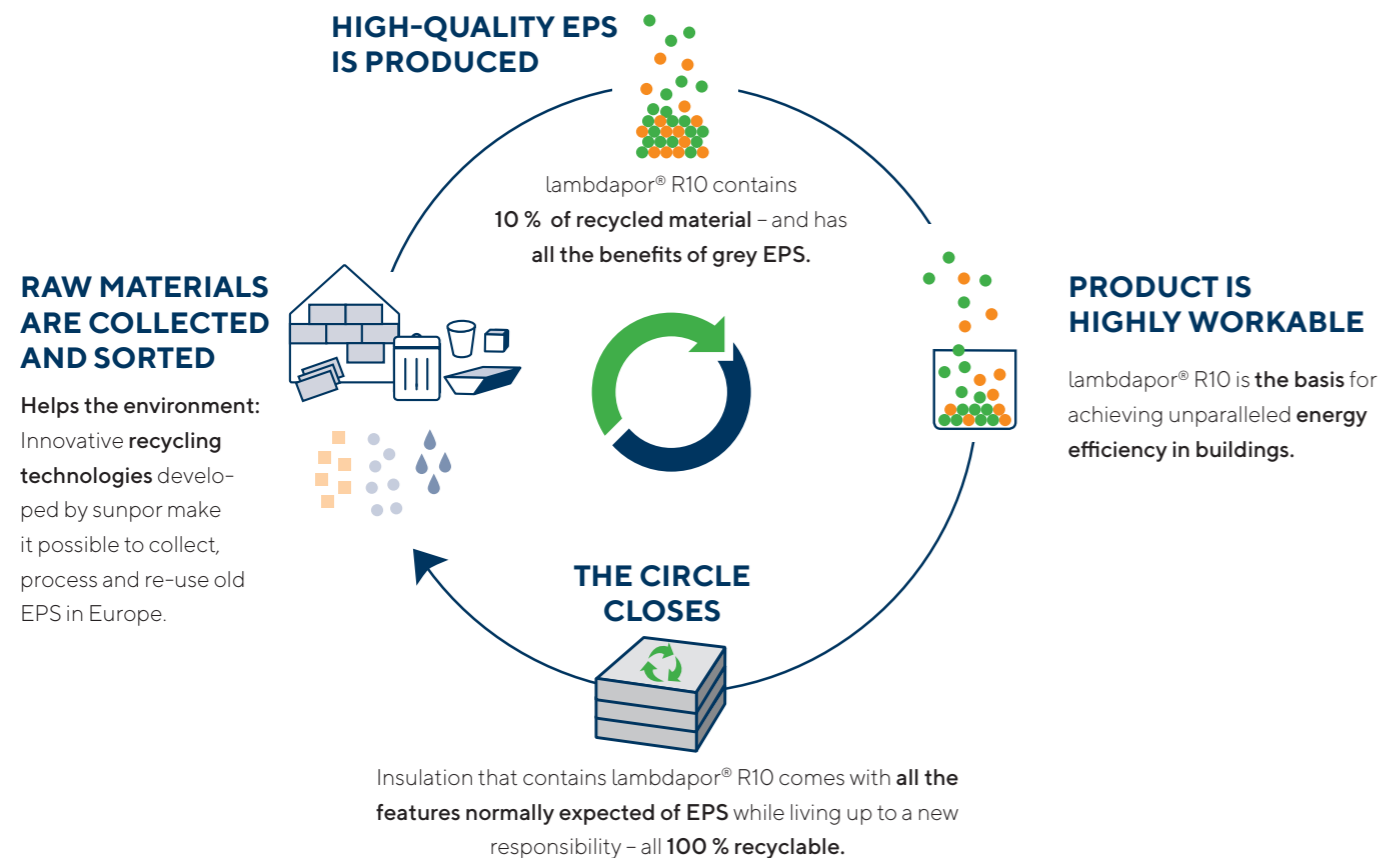 HIGH-QUALITY EPS
IS PRODUCED
lambdapor® R10 contains
10 % of recycled material – and has
all the benefits of grey EPS.
RAW MATERIALS
ARE COLLECTED
AND SORTED
Helps the environment:
Innovative recycling
technologies develo-
ped by sunpor make
it possible to collect,
process and re-use old
EPS in Europe.
PRODUCT IS
HIGHLY WORKABLE
lambdapor® R10 is the basis for
achieving unparalleled energy
efficiency in buildings.
THE CIRCLE
CLOSES
Insulation that contains lambdapor® R10 comes with all the
features normally expected of EPS while living up to a new
responsibility – all 100 % recyclable.